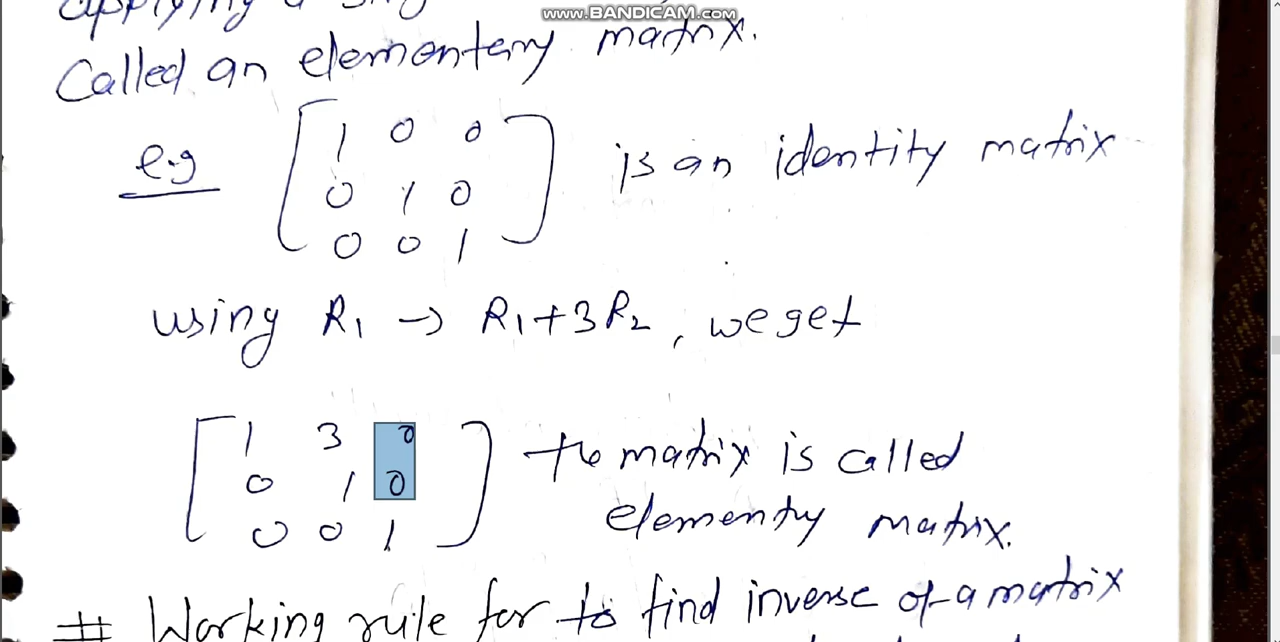 applying a
www.BANDICAM.com
Called an elementary matrix.
e.g [1 0 0 is an identity matrix
0 1 0
0 0 1]
using R₁ → R₁+3R₂, we get
[1 3 0 the matrix is called
0 1 0 elementry matrix.
0 0 1]
# Working rule for to find inverse of a matrix